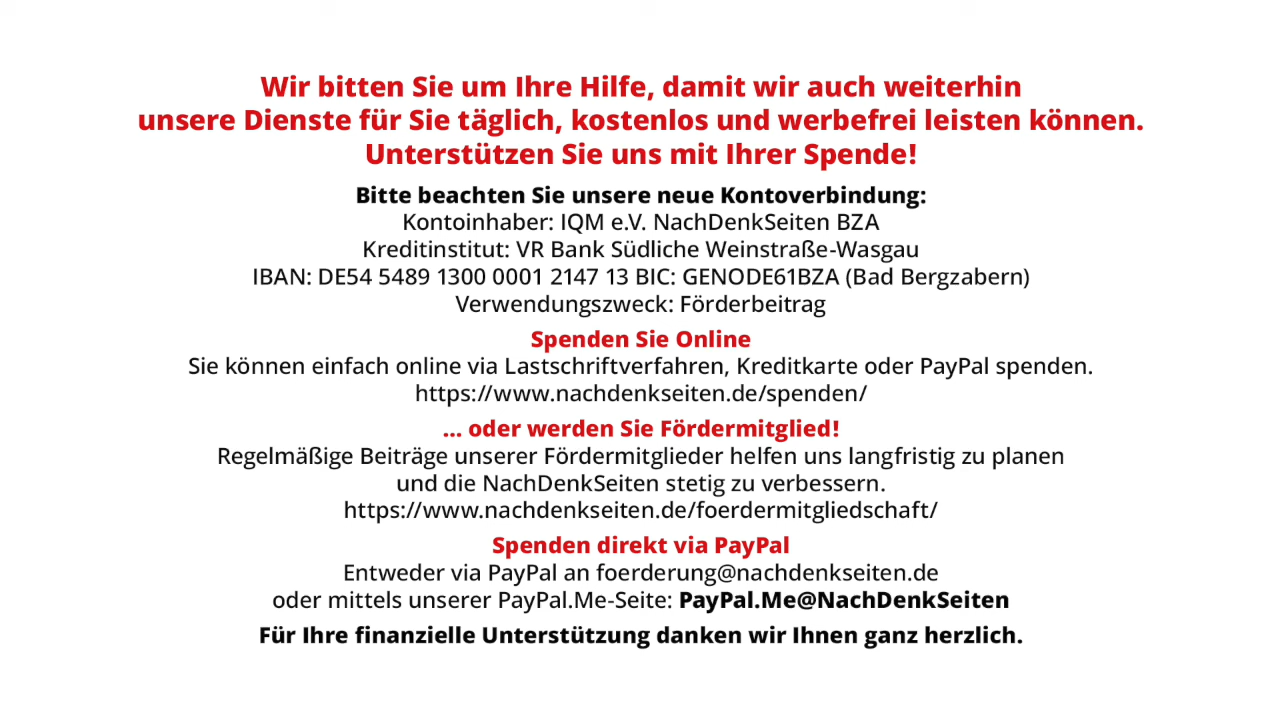 Wir bitten Sie um Ihre Hilfe, damit wir auch weiterhin
unsere Dienste für Sie täglich, kostenlos und werbefrei leisten können.
Unterstützen Sie uns mit Ihrer Spende!
Bitte beachten Sie unsere neue Kontoverbindung:
Kontoinhaber: IQM e.V. NachDenkSeiten BZA
Kreditinstitut: VR Bank Südliche Weinstraße-Wasgau
IBAN: DE54 5489 1300 0001 2147 13 BIC: GENODE61BZA (Bad Bergzabern)
Verwendungszweck: Förderbeitrag
Spenden Sie Online
Sie können einfach online via Lastschriftverfahren, Kreditkarte oder PayPal spenden.
https://www.nachdenkseiten.de/spenden/
... oder werden Sie Fördermitglied!
Regelmäßige Beiträge unserer Fördermitglieder helfen uns langfristig zu planen
und die NachDenkSeiten stetig zu verbessern.
https://www.nachdenkseiten.de/foerdermitgliedschaft/
Spenden direkt via PayPal
Entweder via PayPal an foerderung@nachdenkseiten.de
oder mittels unserer PayPal.Me-Seite: PayPal.Me@NachDenkSeiten
Für Ihre finanzielle Unterstützung danken wir Ihnen ganz herzlich.